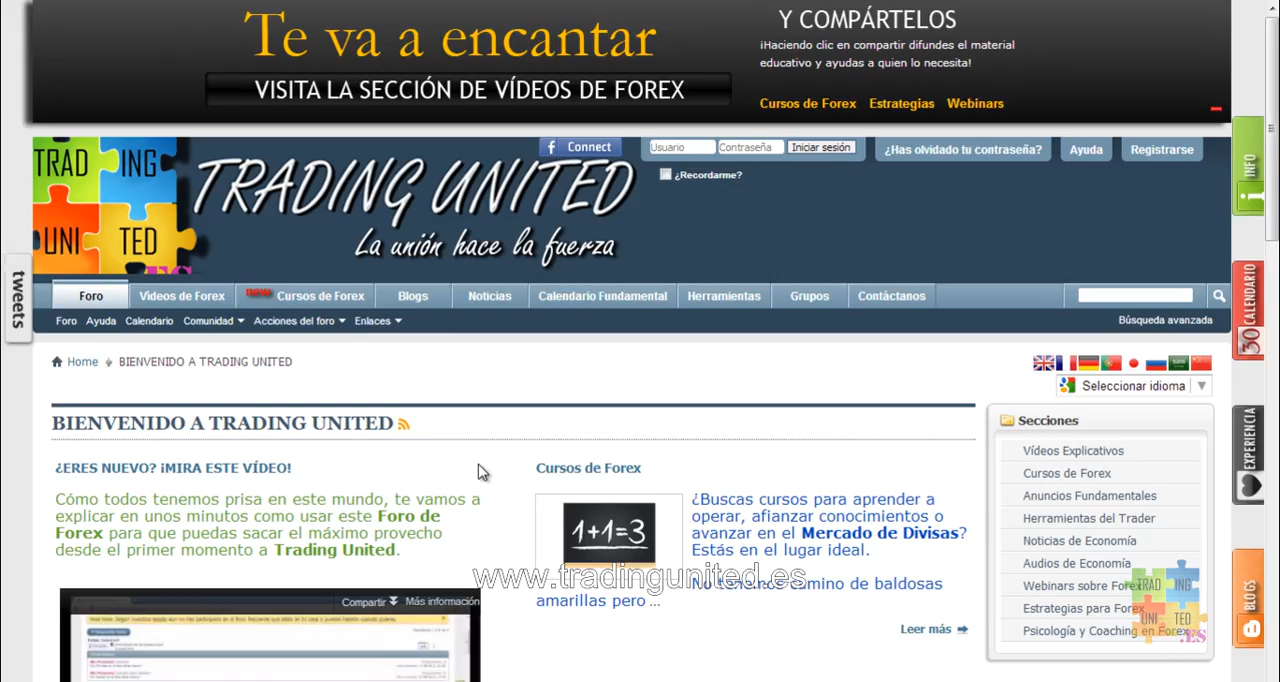 Te va a encantar
VISITA LA SECCIÓN DE VÍDEOS DE FOREX
Y COMPÁRTELOS
¡Haciendo clic en compartir difundes el material
educativo y ayudas a quien lo necesita!
Cursos de Forex Estrategias Webinars
TRAD ING
UNI TED
.ES
TRADING UNITED
La unión hace la fuerza
f Connect
Usuario Contraseña Iniciar sesión
¿Recordarme?
¿Has olvidado tu contraseña? Ayuda Registrarse
Foro Videos de Forex Cursos de Forex Blogs Noticias Calendario Fundamental Herramientas Grupos Contáctanos
Foro Ayuda Calendario Comunidad Acciones del foro Enlaces Búsqueda avanzada
tweets
INFO
i
CALENDARIO
30
EXPERIENCIA
BLOGS
Home BIENVENIDO A TRADING UNITED
Seleccionar idioma
BIENVENIDO A TRADING UNITED
¿ERES NUEVO? ¡MIRA ESTE VÍDEO!
Cómo todos tenemos prisa en este mundo, te vamos a
explicar en unos minutos como usar este Foro de
Forex para que puedas sacar el máximo provecho
desde el primer momento a Trading United.
Compartir Más información
Cursos de Forex
1+1=3
¿Buscas cursos para aprender a
operar, afianzar conocimientos o
avanzar en el Mercado de Divisas?
Estás en el lugar ideal.
No tenemos camino de baldosas
amarillas pero ...
Leer más
www.tradingunited.es
Secciones
Vídeos Explicativos
Cursos de Forex
Anuncios Fundamentales
Herramientas del Trader
Noticias de Economía
Audios de Economía
Webinars sobre Forex
Estrategias para Forex
Psicología y Coaching en Forex
TRAD ING
UNI TED
.ES